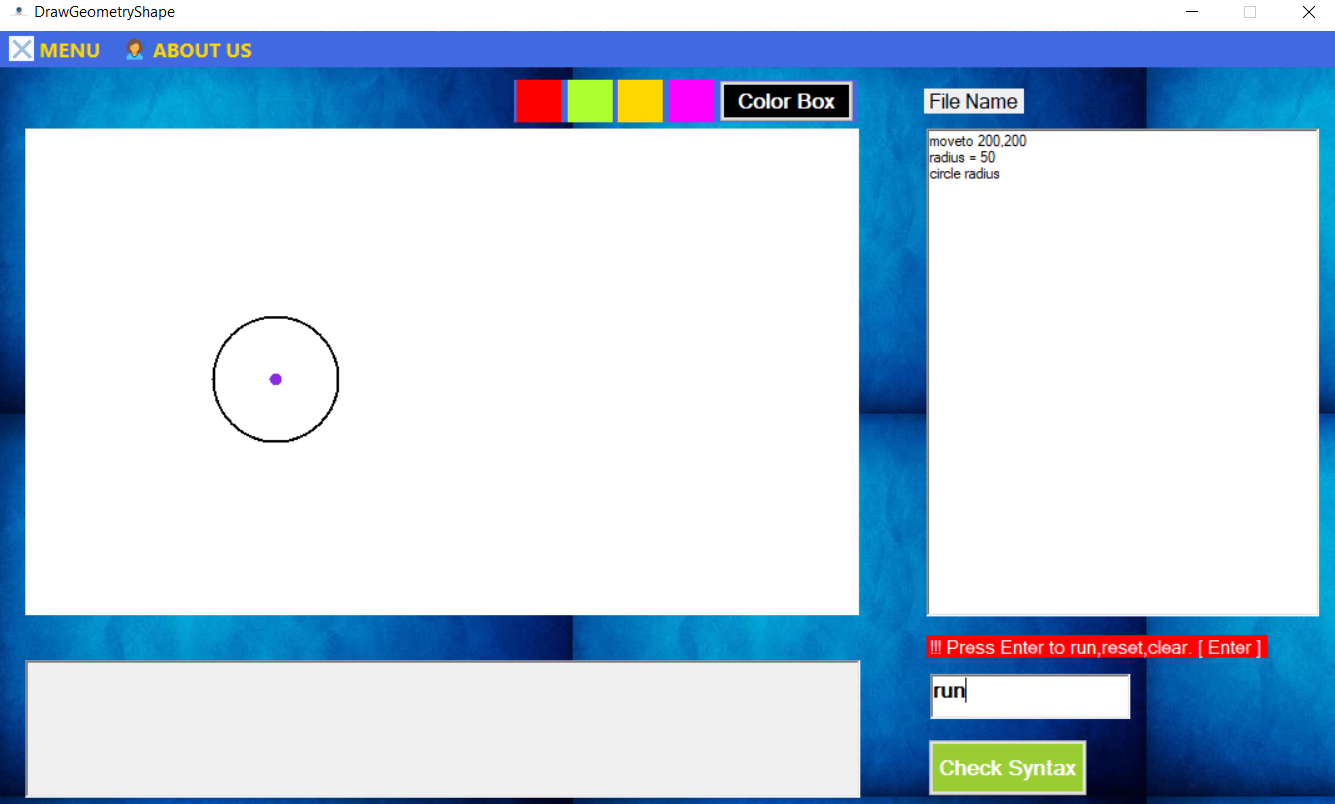 DrawGeometryShape
MENU ABOUT US
Color Box
File Name
moveto 200,200
radius = 50
circle radius
!!! Press Enter to run,reset,clear. [ Enter ]
run
Check Syntax